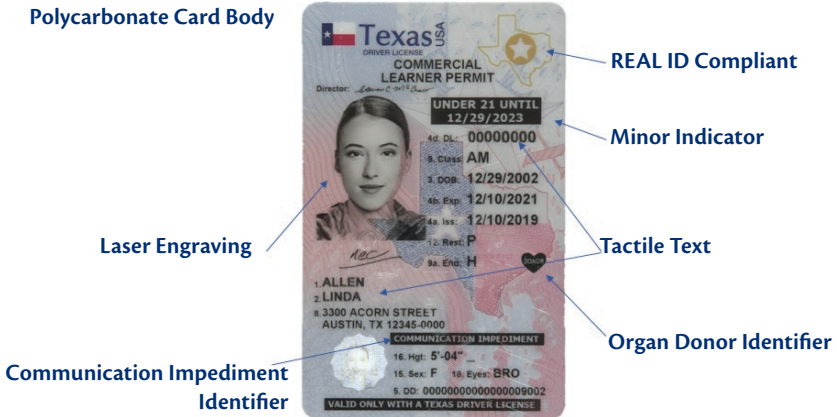 Polycarbonate Card Body
Texas USA
DRIVER LICENSE
COMMERCIAL
LEARNER PERMIT
Director:
REAL ID Compliant
UNDER 21 UNTIL
12/29/2023
Minor Indicator
4d. DL: 00000000
9. Class: AM
3. DOB: 12/29/2002
4b. Exp: 12/10/2021
4a. Iss: 12/10/2019
12. Rest: P
9a. End: H
DONOR
Laser Engraving
Tactile Text
1. ALLEN
2. LINDA
8. 3300 ACORN STREET
AUSTIN, TX 12345-0000
COMMUNICATION IMPEDIMENT
Organ Donor Identifier
16. Hgt: 5'-04"
15. Sex: F 18. Eyes: BRO
5. DD: 00000000000000009002
VALID ONLY WITH A TEXAS DRIVER LICENSE
Communication Impediment
Identifier